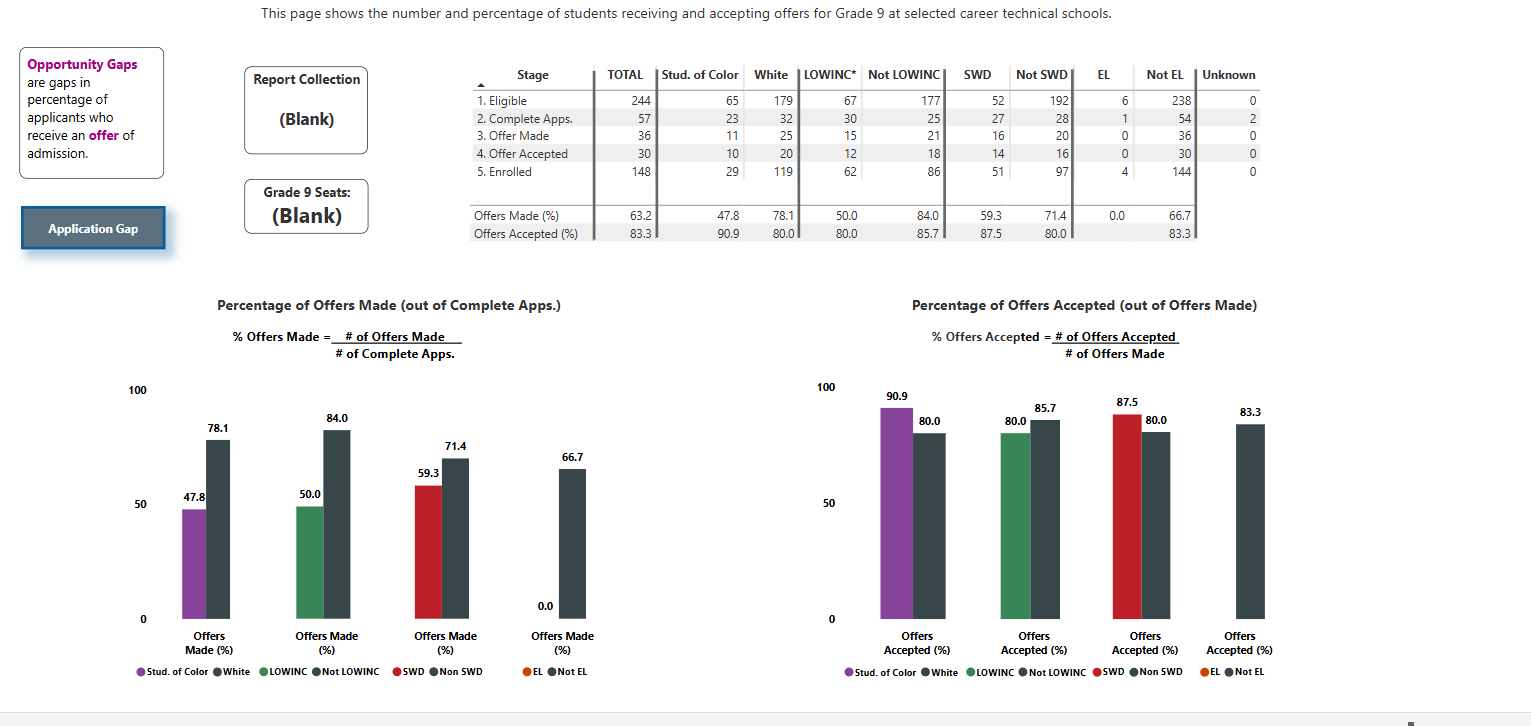 This page shows the number and percentage of students receiving and accepting offers for Grade 9 at selected career technical schools.
Opportunity Gaps
are gaps in
percentage of
applicants who
receive an offer of
admission.
Application Gap
Report Collection
(Blank)
Grade 9 Seats:
(Blank)
Stage TOTAL Stud. of Color White LOWINC* Not LOWINC SWD Not SWD EL Not EL Unknown
1. Eligible 244 65 179 67 177 52 192 6 238 0
2. Complete Apps. 57 23 32 30 25 27 28 1 54 2
3. Offer Made 36 11 25 15 21 16 20 0 36 0
4. Offer Accepted 30 10 20 12 18 14 16 0 30 0
5. Enrolled 148 29 119 62 86 51 97 4 144 0
Offers Made (%) 63.2 47.8 78.1 50.0 84.0 59.3 71.4 0.0 66.7
Offers Accepted (%) 83.3 90.9 80.0 80.0 85.7 87.5 80.0 83.3
Percentage of Offers Made (out of Complete Apps.)
% Offers Made = # of Offers Made
# of Complete Apps.
100
50
0
47.8 78.1
50.0 84.0
59.3 71.4
0.0 66.7
Offers
Made (%)
Offers Made
(%)
Offers Made
(%)
Offers Made
(%)
Stud. of Color White LOWINC Not LOWINC SWD Non SWD EL Not EL
Percentage of Offers Accepted (out of Offers Made)
% Offers Accepted = # of Offers Accepted
# of Offers Made
100
50
0
90.9 80.0
80.0 85.7
87.5 80.0
83.3
Offers
Accepted (%)
Offers
Accepted (%)
Offers
Accepted (%)
Offers
Accepted (%)
Stud. of Color White LOWINC Not LOWINC SWD Non SWD EL Not EL